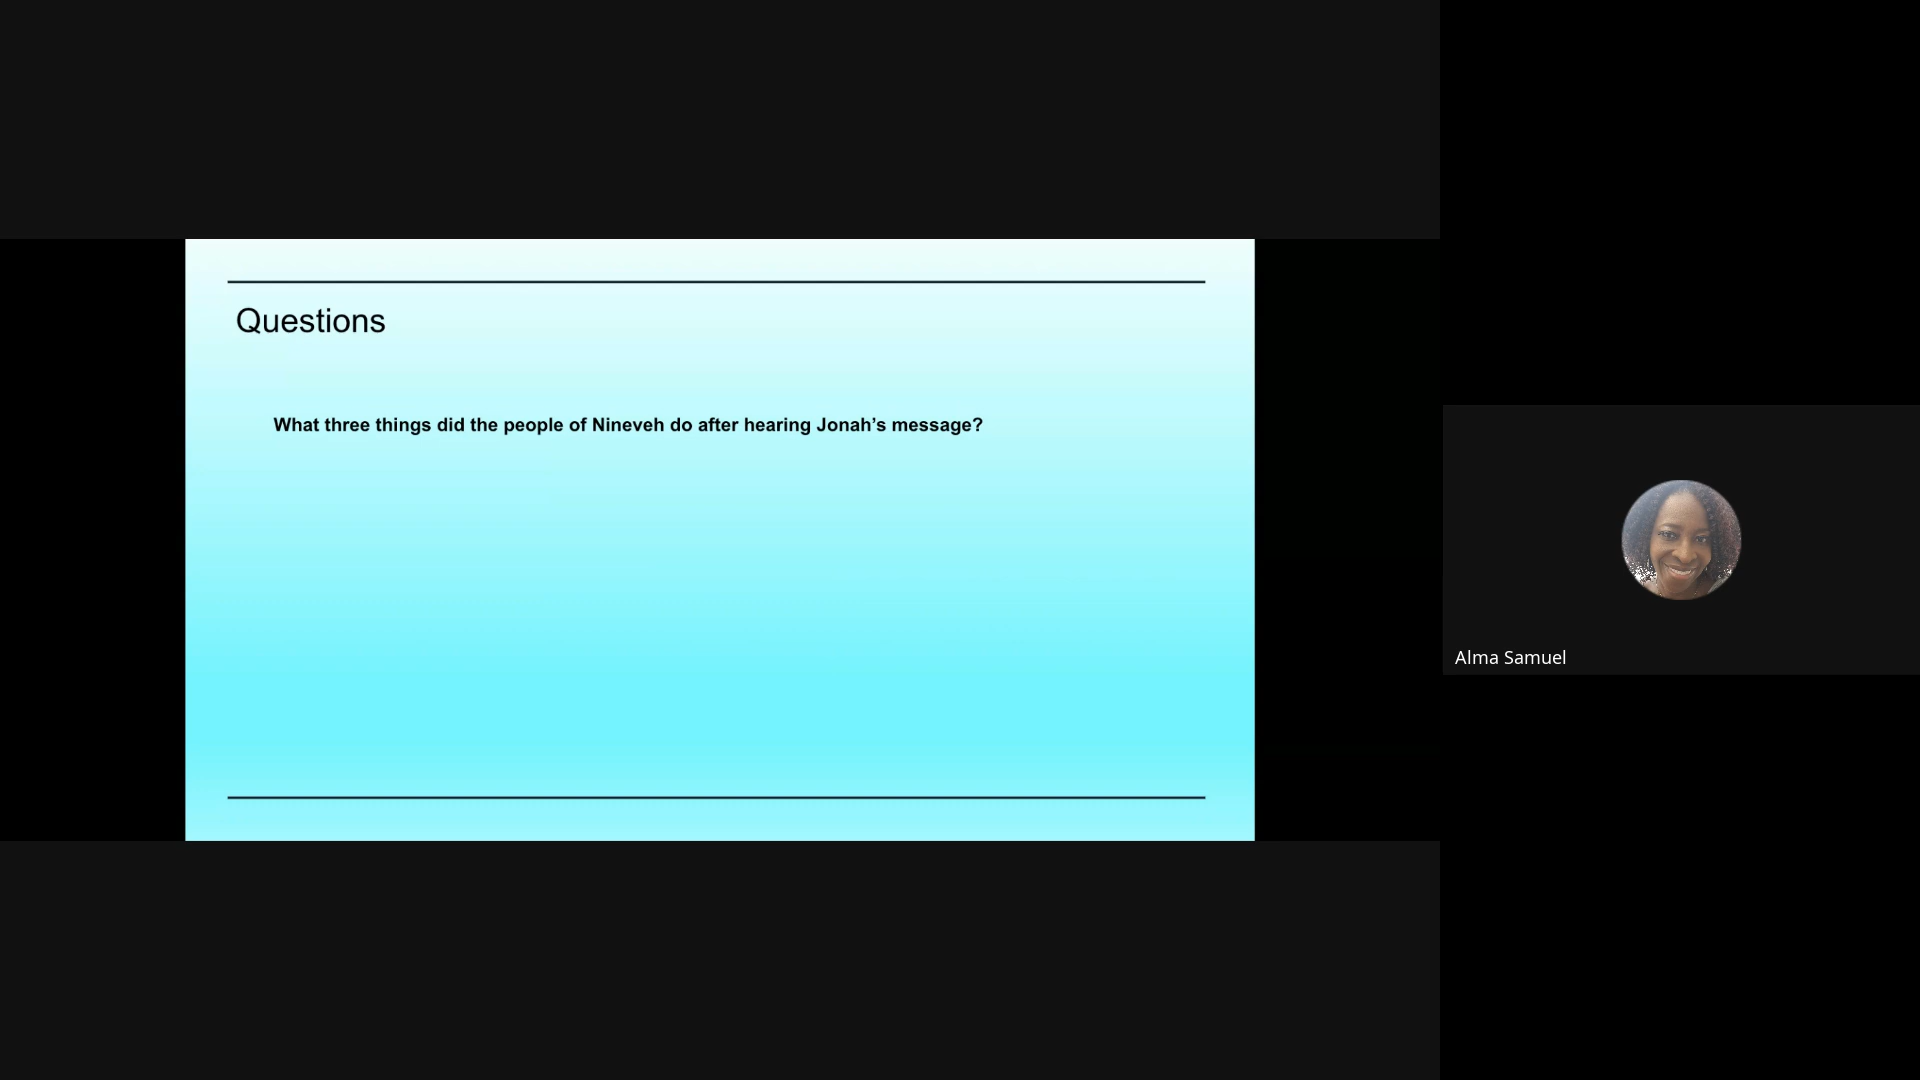 Questions
What three things did the people of Nineveh do after hearing Jonah’s message?
Alma Samuel